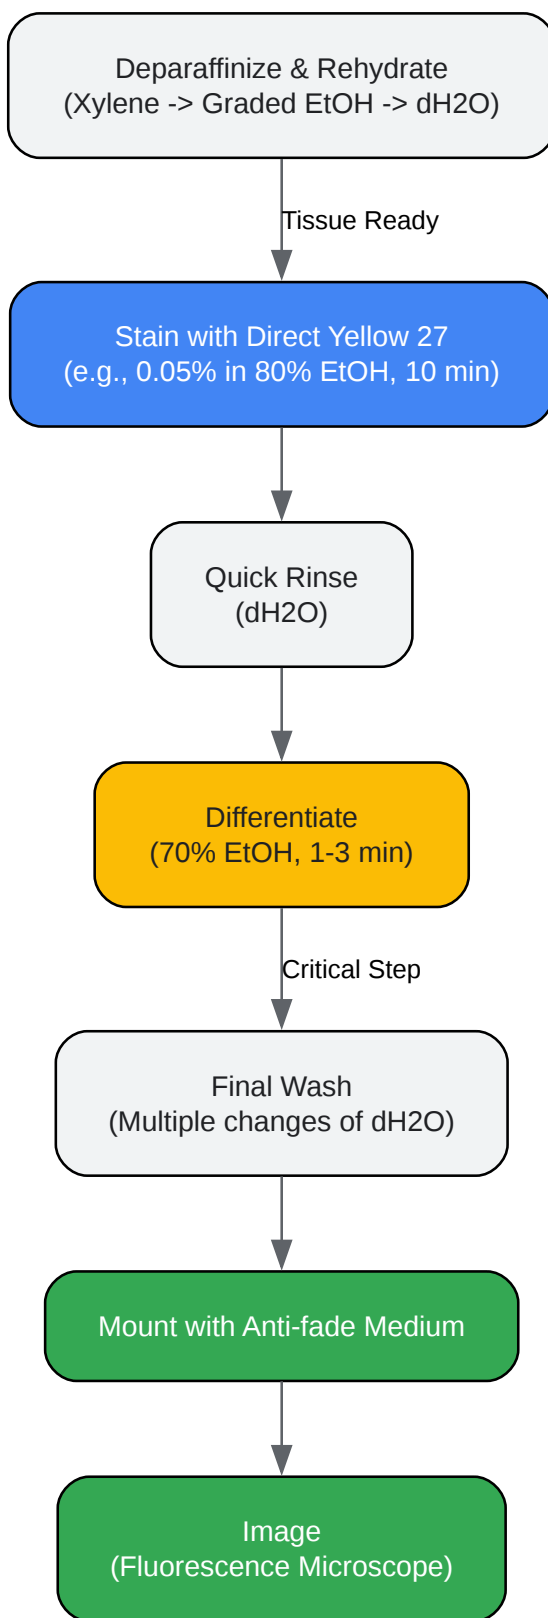 Deparaffinize & Rehydrate
(Xylene -> Graded EtOH -> dH2O)
Tissue Ready
Stain with Direct Yellow 27
(e.g., 0.05% in 80% EtOH, 10 min)
Quick Rinse
(dH2O)
Differentiate
(70% EtOH, 1-3 min)
Critical Step
Final Wash
(Multiple changes of dH2O)
Mount with Anti-fade Medium
Image
(Fluorescence Microscope)